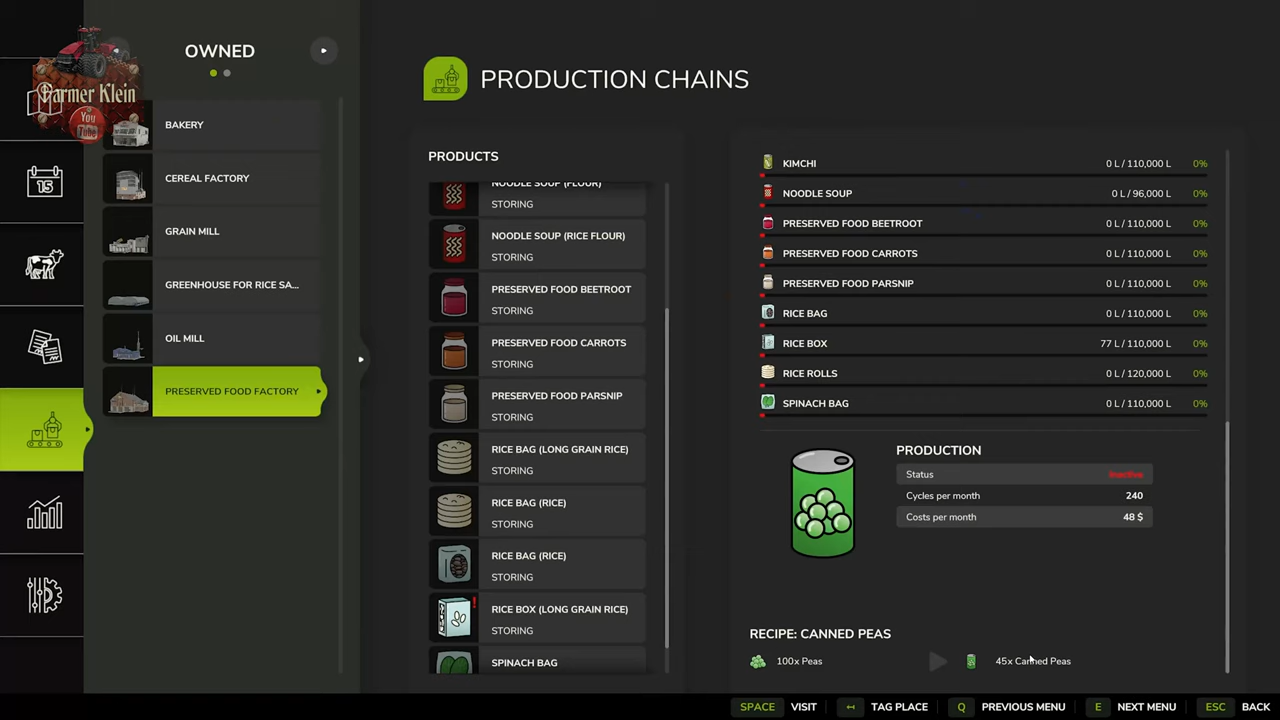 OWNED
Farmer Klein
You
Tube
15
BAKERY
CEREAL FACTORY
GRAIN MILL
GREENHOUSE FOR RICE SA...
OIL MILL
PRESERVED FOOD FACTORY
PRODUCTION CHAINS
PRODUCTS
NOODLE SOUP (FLOUR)
STORING
NOODLE SOUP (RICE FLOUR)
STORING
PRESERVED FOOD BEETROOT
STORING
PRESERVED FOOD CARROTS
STORING
PRESERVED FOOD PARSNIP
STORING
RICE BAG (LONG GRAIN RICE)
STORING
RICE BAG (RICE)
STORING
RICE BAG (RICE)
STORING
RICE BOX (LONG GRAIN RICE)
STORING
SPINACH BAG
KIMCHI 0 L / 110,000 L 0%
NOODLE SOUP 0 L / 96,000 L 0%
PRESERVED FOOD BEETROOT 0 L / 110,000 L 0%
PRESERVED FOOD CARROTS 0 L / 110,000 L 0%
PRESERVED FOOD PARSNIP 0 L / 110,000 L 0%
RICE BAG 0 L / 110,000 L 0%
RICE BOX 77 L / 110,000 L 0%
RICE ROLLS 0 L / 120,000 L 0%
SPINACH BAG 0 L / 110,000 L 0%
PRODUCTION
Status Inactive
Cycles per month 240
Costs per month 48 $
RECIPE: CANNED PEAS
100x Peas 45x Canned Peas
SPACE VISIT TAG PLACE Q PREVIOUS MENU E NEXT MENU ESC BACK